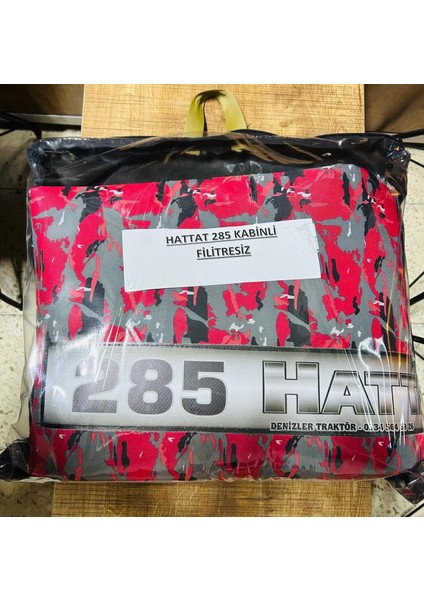 HATTAT 285 KABİNLİ
FİLİTRESİZ
285 HATT
DENİZLER TRAKTÖR -